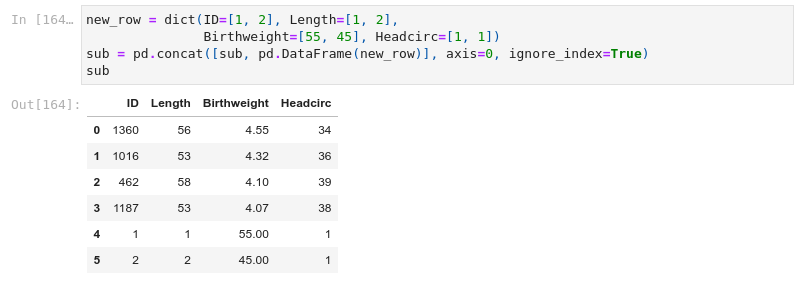 In [164… new_row = dict(ID=[1, 2], Length=[1, 2],
Birthweight=[55, 45], Headcirc=[1, 1])
sub = pd.concat([sub, pd.DataFrame(new_row)], axis=0, ignore_index=True)
sub
Out[164]: ID Length Birthweight Headcirc
0 1360 56 4.55 34
1 1016 53 4.32 36
2 462 58 4.10 39
3 1187 53 4.07 38
4 1 1 55.00 1
5 2 2 45.00 1